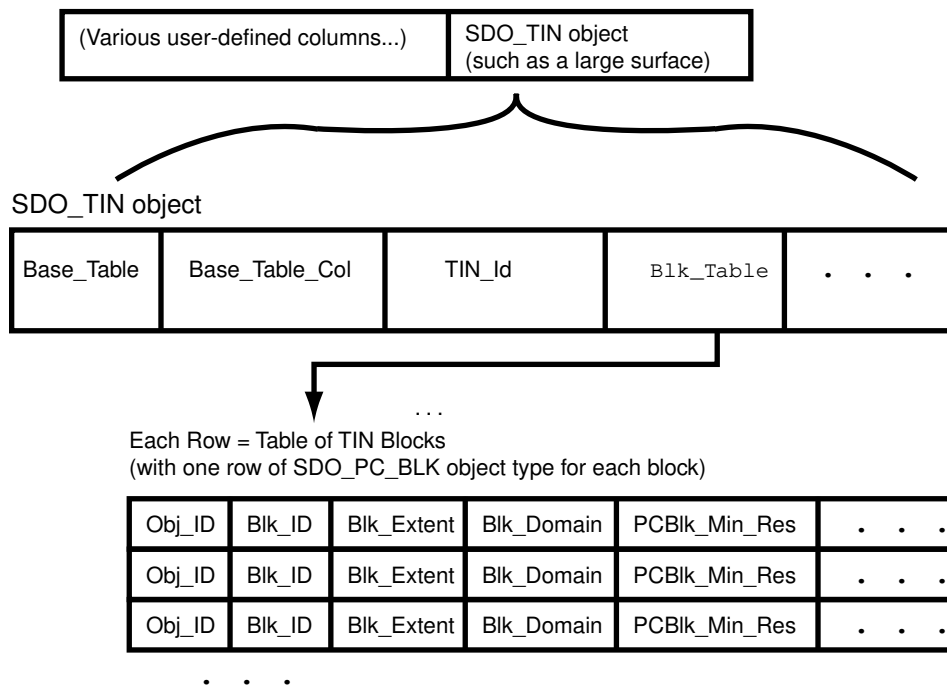 (Various user-defined columns...) SDO_TIN object
(such as a large surface)
SDO_TIN object
Base_Table Base_Table_Col TIN_Id Blk_Table . . .
. . .
Each Row = Table of TIN Blocks
(with one row of SDO_PC_BLK object type for each block)
Obj_ID Blk_ID Blk_Extent Blk_Domain PCBlk_Min_Res . . .
Obj_ID Blk_ID Blk_Extent Blk_Domain PCBlk_Min_Res . . .
Obj_ID Blk_ID Blk_Extent Blk_Domain PCBlk_Min_Res . . .
. . .